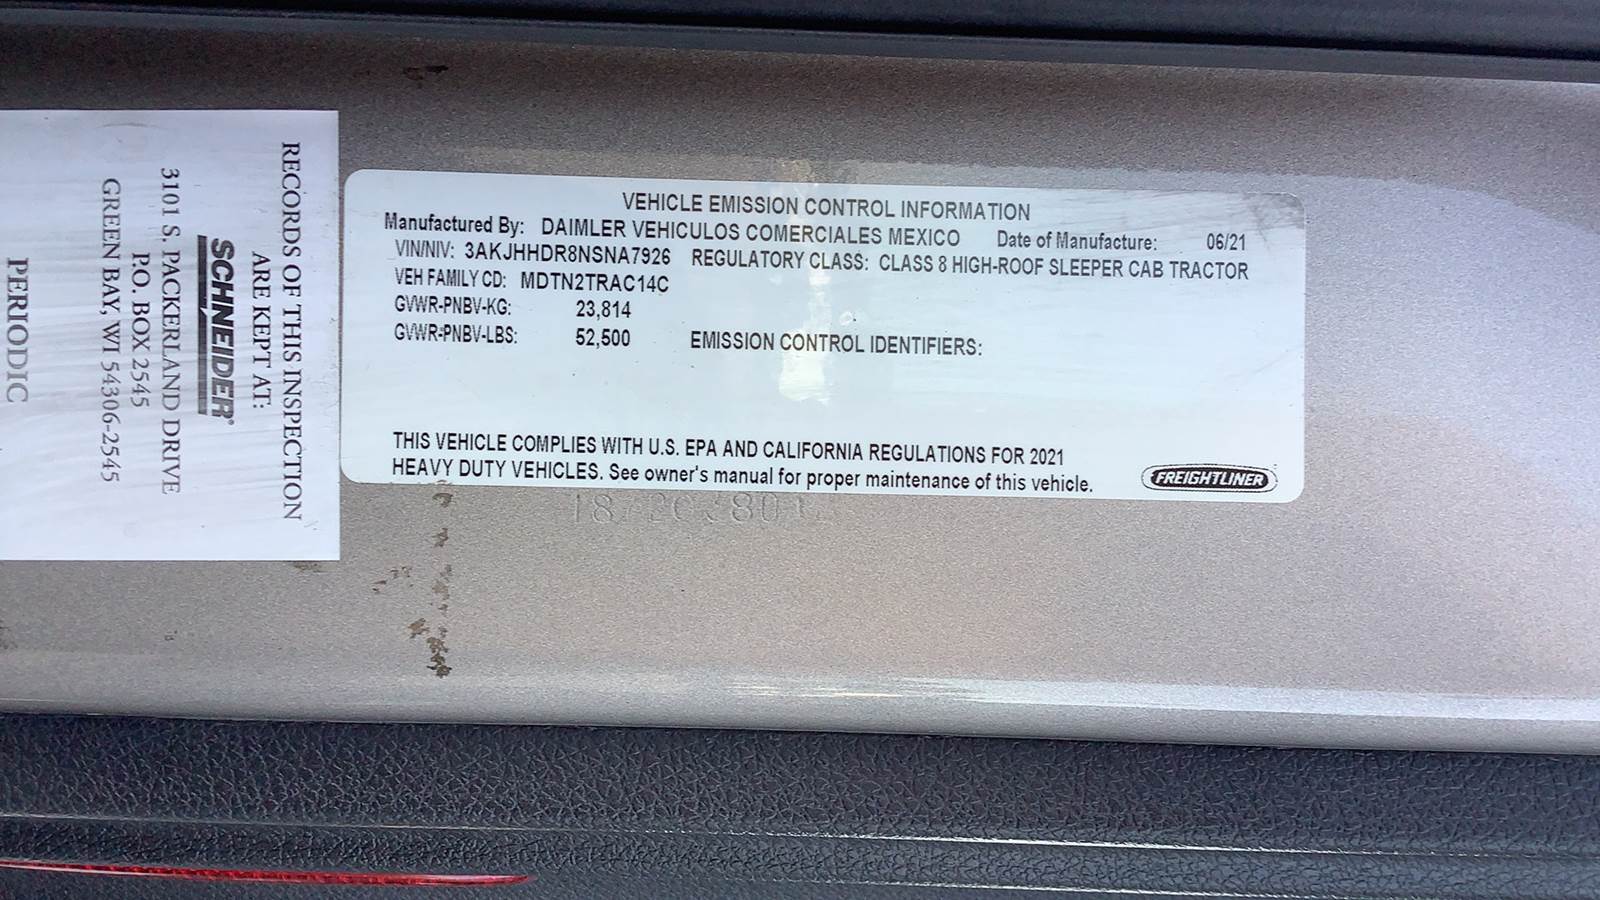 RECORDS OF THIS INSPECTION
ARE KEPT AT:
SCHNEIDER
3101 S. PACKERLAND DRIVE
P.O. BOX 2545
GREEN BAY, WI 54306-2545
PERIODIC
VEHICLE EMISSION CONTROL INFORMATION
Manufactured By: DAIMLER VEHICULOS COMERCIALES MEXICO Date of Manufacture: 06/21
VIN/NIV: 3AKJHHDR8NSNA7926 REGULATORY CLASS: CLASS 8 HIGH-ROOF SLEEPER CAB TRACTOR
VEH FAMILY CD: MDTN2TRAC14C
GVWR-PNBV-KG: 23,814
GVWR-PNBV-LBS: 52,500 EMISSION CONTROL IDENTIFIERS:
THIS VEHICLE COMPLIES WITH U.S. EPA AND CALIFORNIA REGULATIONS FOR 2021
HEAVY DUTY VEHICLES. See owner's manual for proper maintenance of this vehicle.
FREIGHTLINER